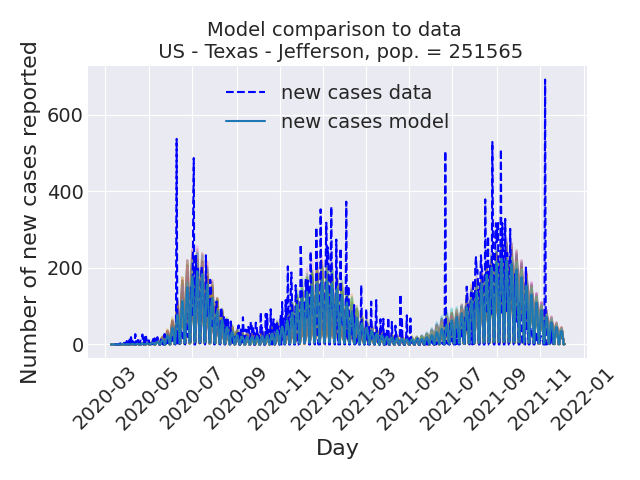 Model comparison to data
US - Texas - Jefferson, pop. = 251565
new cases data
new cases model
Number of new cases reported
600
400
200
0
2020-03
2020-05
2020-07
2020-09
2020-11
2021-01
2021-03
2021-05
2021-07
2021-09
2021-11
2022-01
Day